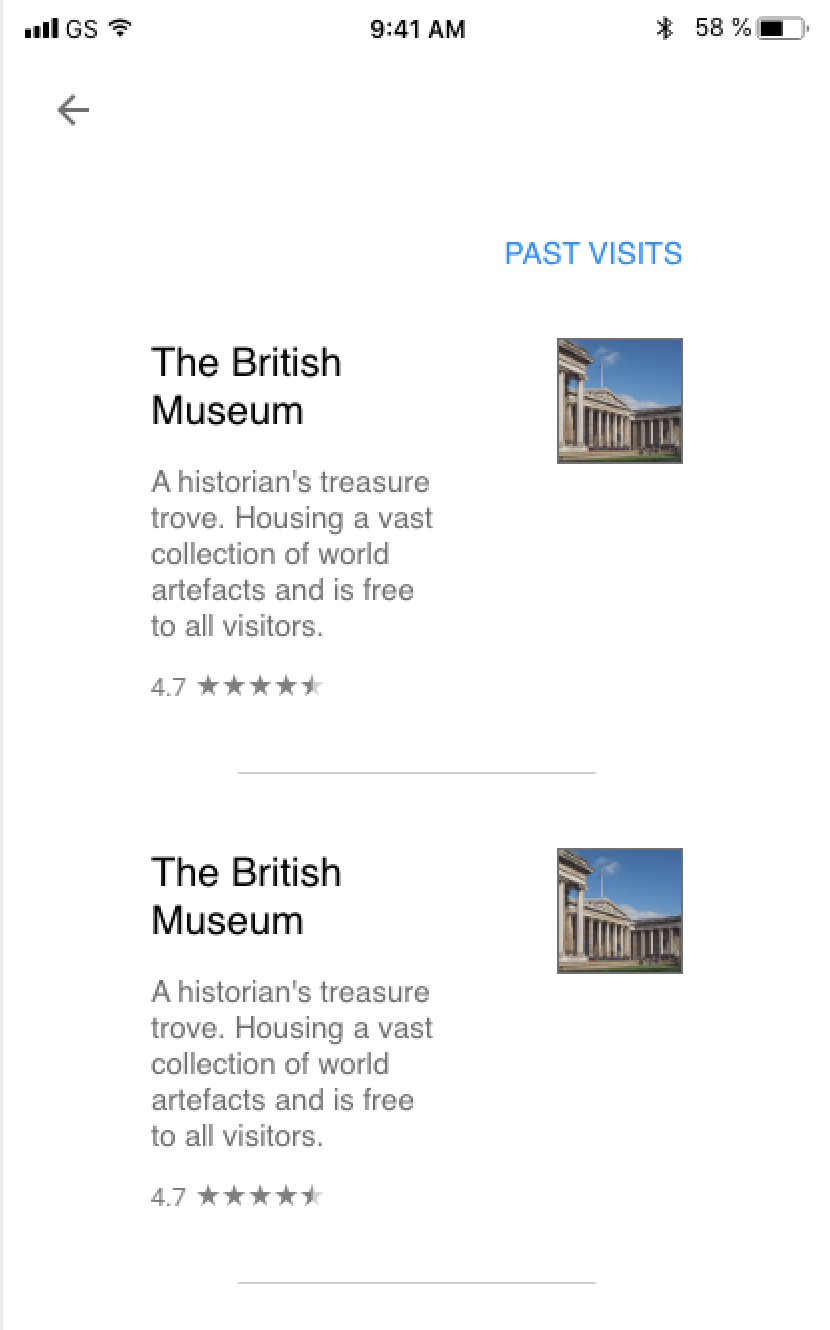 GS 9:41 AM 58 %
PAST VISITS
The British
Museum
A historian's treasure
trove. Housing a vast
collection of world
artefacts and is free
to all visitors.
4.7 ★★★★⯨
The British
Museum
A historian's treasure
trove. Housing a vast
collection of world
artefacts and is free
to all visitors.
4.7 ★★★★⯨